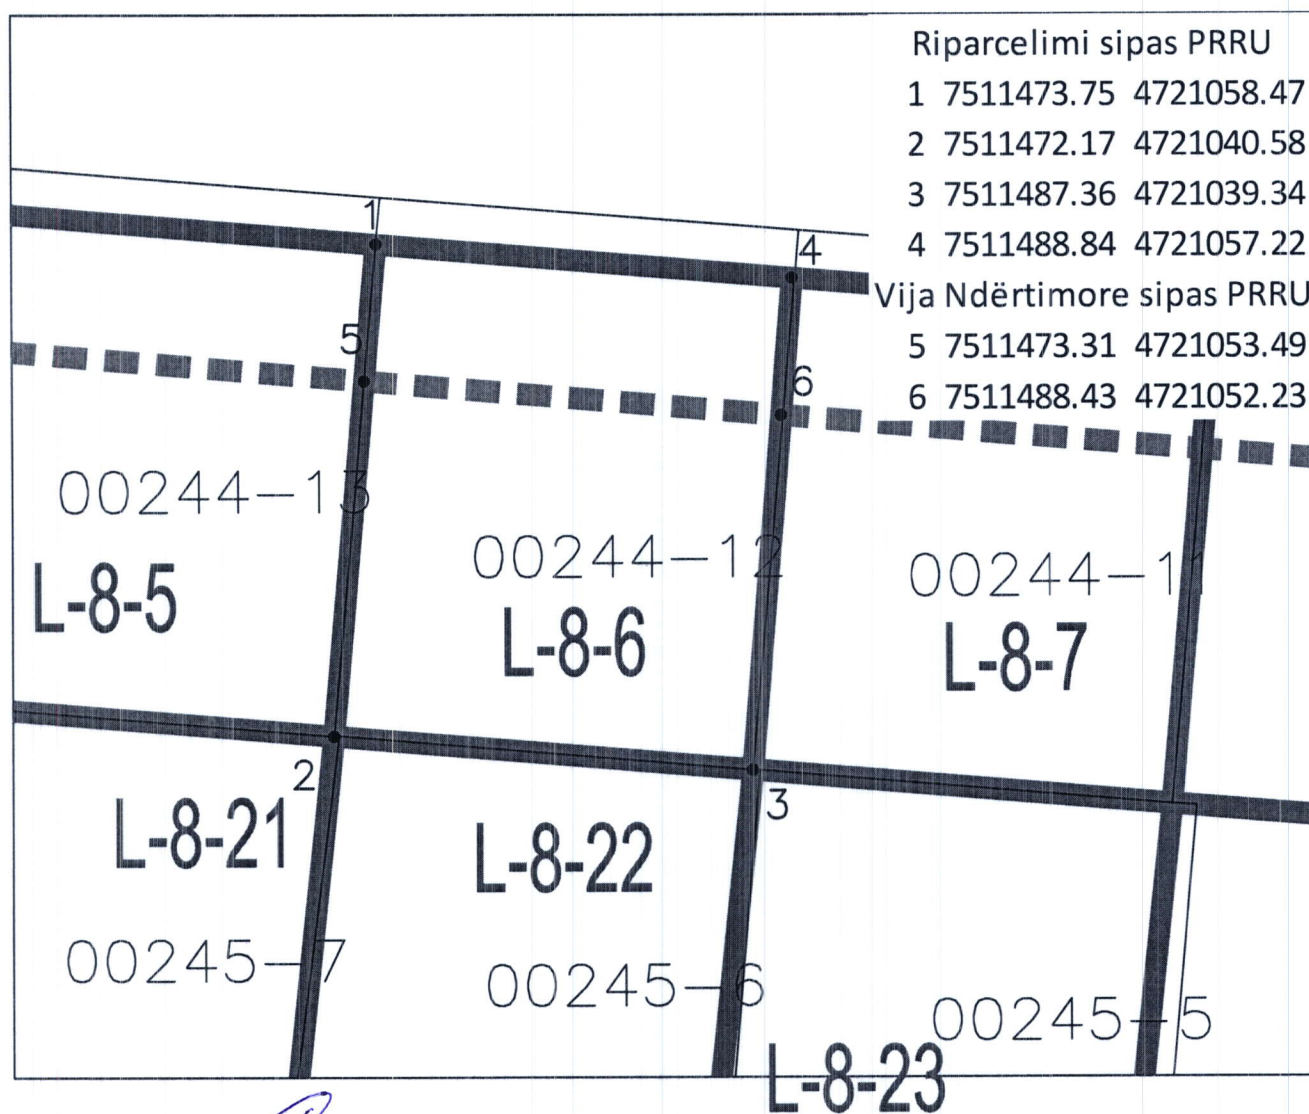 Riparcelimi sipas PRRU
1 7511473.75 4721058.47
2 7511472.17 4721040.58
3 7511487.36 4721039.34
4 7511488.84 4721057.22
Vija Ndërtimore sipas PRRU
5 7511473.31 4721053.49
6 7511488.43 4721052.23
1
4
5
6
00244-13
00244-12
00244-11
L-8-5
L-8-6
L-8-7
2
3
L-8-21
L-8-22
00245-7
00245-6
00245-5
L-8-23